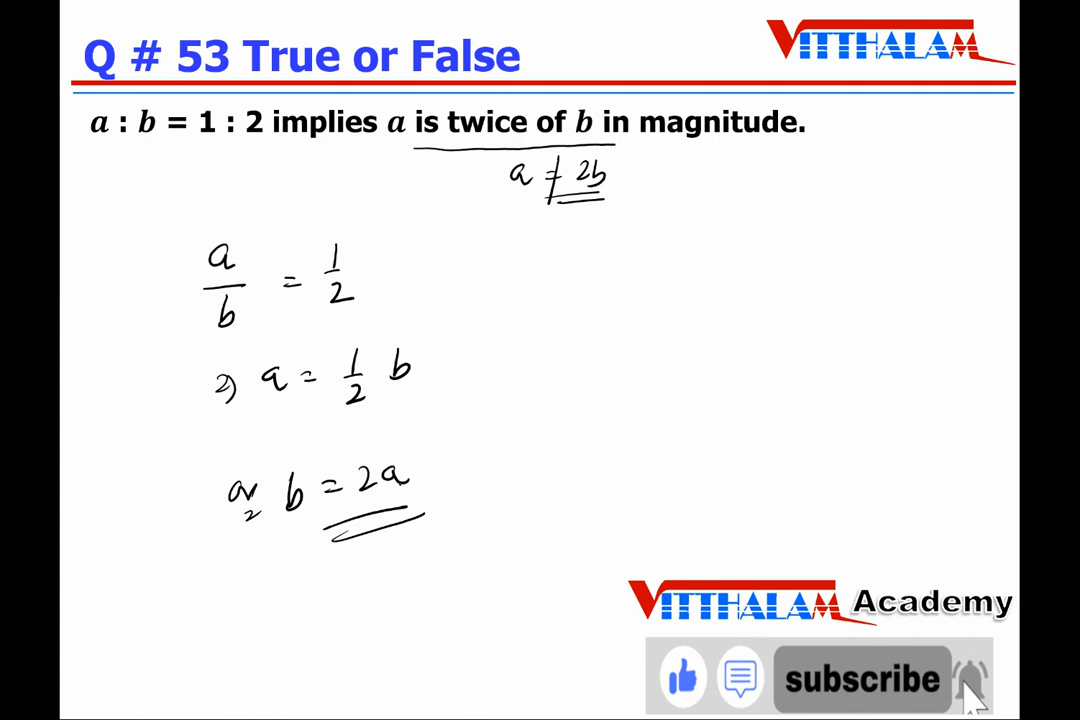 Q # 53 True or False
VITTHALAM
a : b = 1 : 2 implies a is twice of b in magnitude.
a ≠ 2b
a/b = 1/2
⇒ a = 1/2 b
b = 2a
VITTHALAM Academy
subscribe